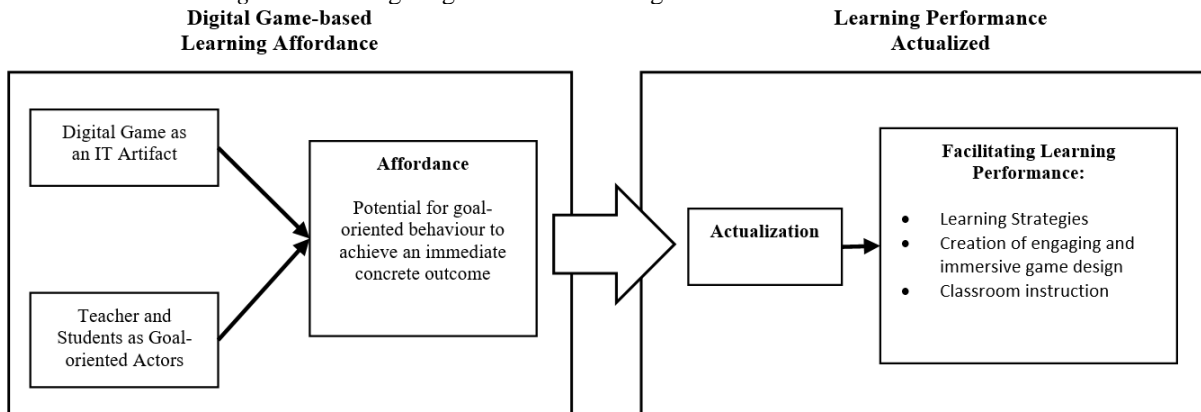 Digital Game-based
Learning Affordance
Learning Performance
Actualized
Digital Game as
an IT Artifact
Teacher and
Students as Goal-
oriented Actors
Affordance
Potential for goal-
oriented behaviour to
achieve an immediate
concrete outcome
Actualization
Facilitating Learning
Performance:
• Learning Strategies
• Creation of engaging and
immersive game design
• Classroom instruction